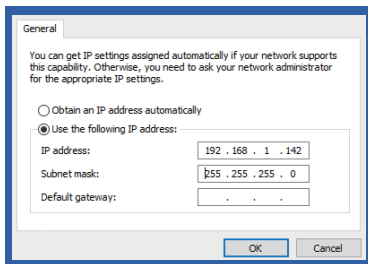 General
You can get IP settings assigned automatically if your network supports
this capability. Otherwise, you need to ask your network administrator
for the appropriate IP settings.
Obtain an IP address automatically
Use the following IP address:
IP address: 192 . 168 . 1 . 142
Subnet mask: 255 . 255 . 255 . 0
Default gateway: . . .
OK Cancel